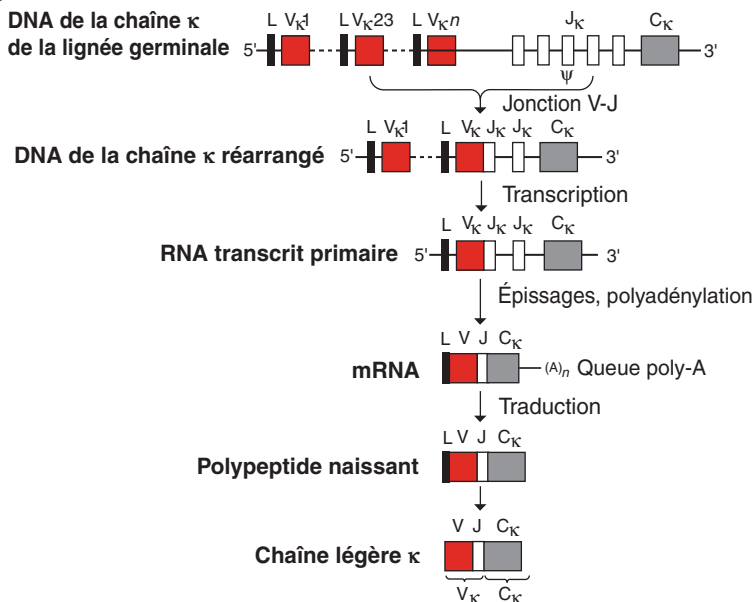 DNA de la chaîne κ
de la lignée germinale
L Vκ1 L Vκ23 L Vκn Jκ Cκ
5' 3'
ψ
Jonction V-J
L Vκ1 L Vκ Jκ Jκ Cκ
DNA de la chaîne κ réarrangé 5' 3'
Transcription
L Vκ Jκ Jκ Cκ
RNA transcrit primaire 5' 3'
Épissages, polyadénylation
L V J Cκ
mRNA (A)n Queue poly-A
Traduction
L V J Cκ
Polypeptide naissant
V J Cκ
Chaîne légère κ
Vκ Cκ